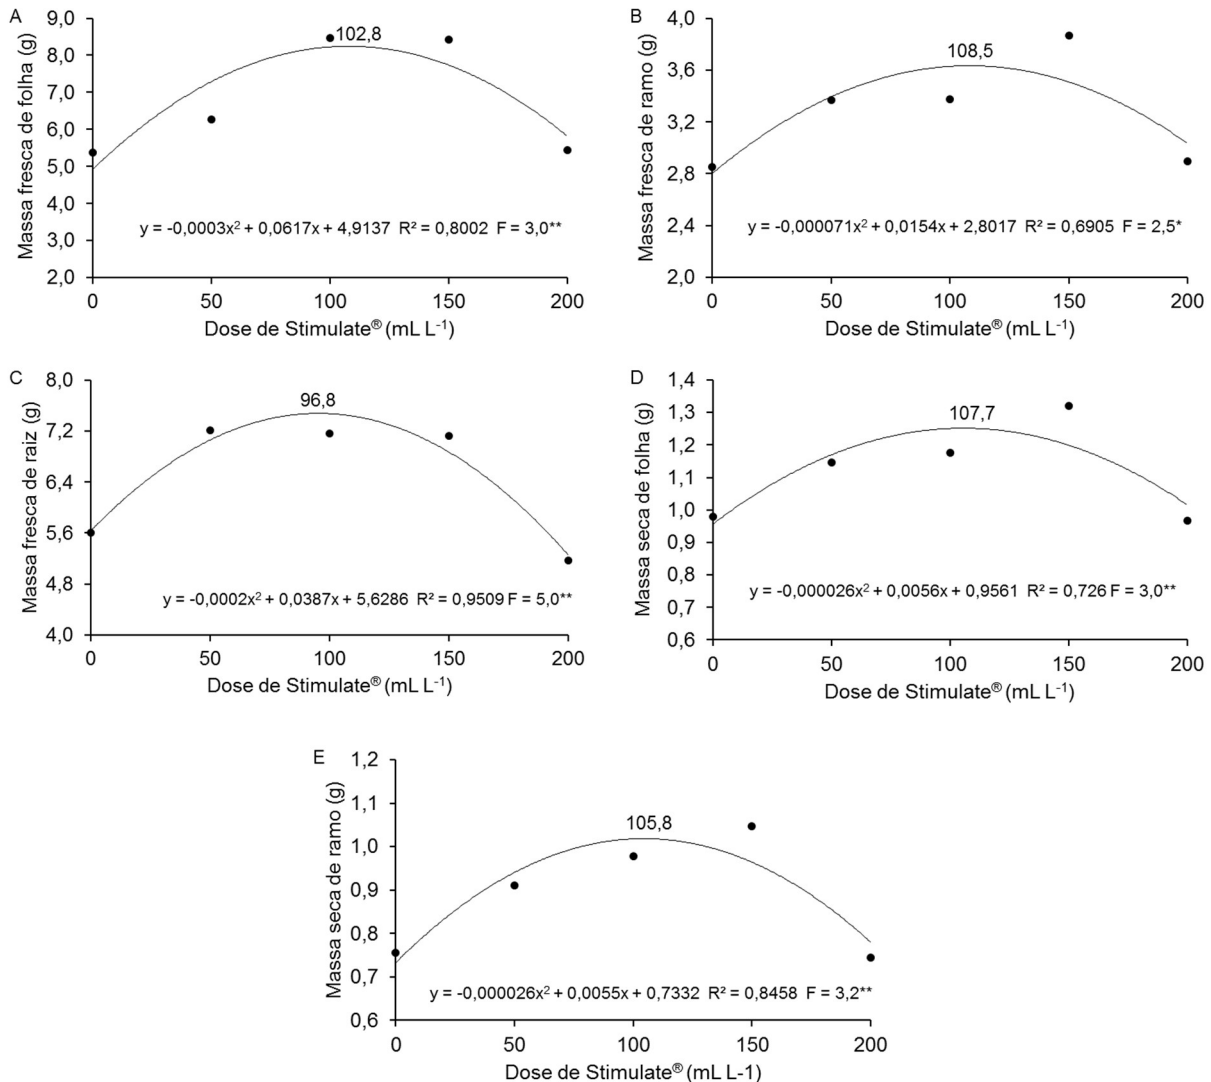 A
Massa fresca de folha (g)
9,0
8,0
7,0
6,0
5,0
4,0
3,0
2,0
102,8
y = -0,0003x² + 0,0617x + 4,9137 R² = 0,8002 F = 3,0**
0 50 100 150 200
Dose de Stimulate® (mL L⁻¹)
B
Massa fresca de ramo (g)
4,0
3,6
3,2
2,8
2,4
2,0
108,5
y = -0,000071x² + 0,0154x + 2,8017 R² = 0,6905 F = 2,5*
0 50 100 150 200
Dose de Stimulate® (mL L⁻¹)
C
Massa fresca de raiz (g)
8,0
7,2
6,4
5,6
4,8
4,0
96,8
y = -0,0002x² + 0,0387x + 5,6286 R² = 0,9509 F = 5,0**
0 50 100 150 200
Dose de Stimulate® (mL L⁻¹)
D
Massa seca de folha (g)
1,4
1,3
1,2
1,1
1,0
0,9
0,8
0,7
0,6
107,7
y = -0,000026x² + 0,0056x + 0,9561 R² = 0,726 F = 3,0**
0 50 100 150 200
Dose de Stimulate® (mL L⁻¹)
E
Massa seca de ramo (g)
1,2
1,1
1,0
0,9
0,8
0,7
0,6
105,8
y = -0,000026x² + 0,0055x + 0,7332 R² = 0,8458 F = 3,2**
0 50 100 150 200
Dose de Stimulate® (mL L-1)